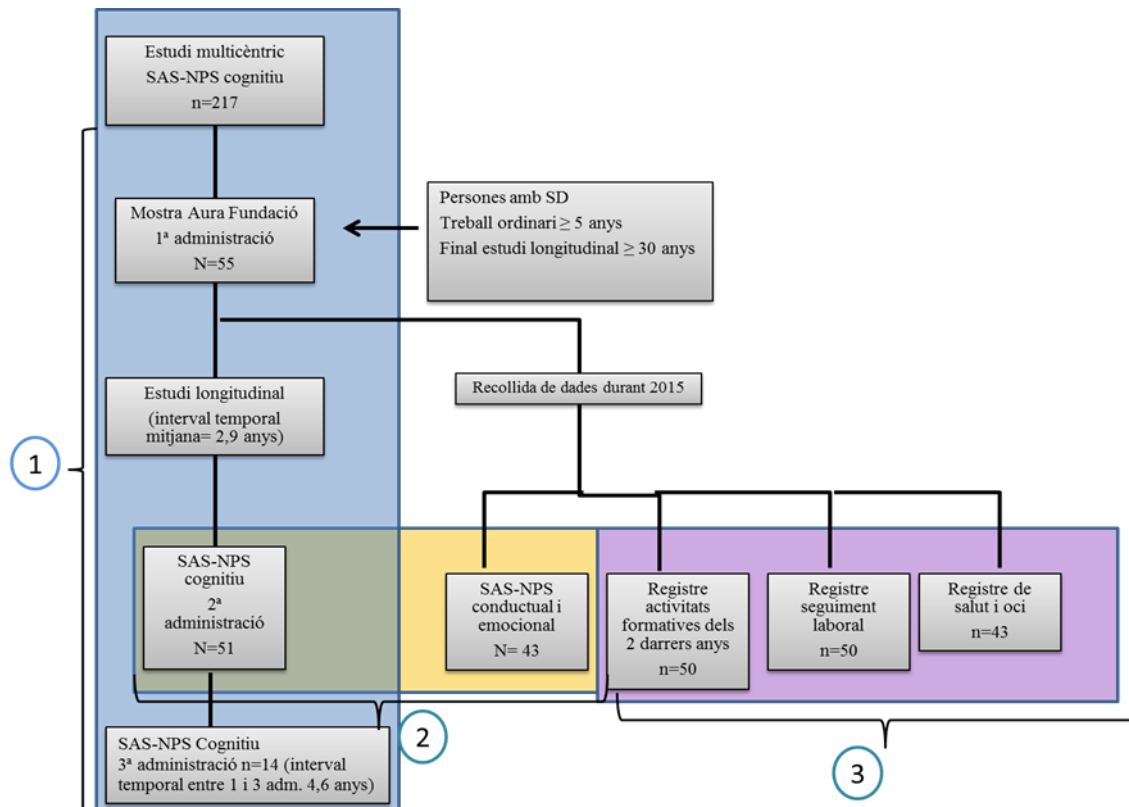 Estudi multicèntric
SAS-NPS cognitiu
n=217
Mostra Aura Fundació
1ª administració
N=55
Persones amb SD
Treball ordinari ≥ 5 anys
Final estudi longitudinal ≥ 30 anys
Estudi longitudinal
(interval temporal
mitjana= 2,9 anys)
Recollida de dades durant 2015
1
SAS-NPS
cognitiu
2ª
administració
N=51
SAS-NPS
conductual i
emocional
N= 43
Registre
activitats
formatives dels
2 darrers anys
n=50
Registre
seguiment
laboral
n=50
Registre de
salut i oci
n=43
2
SAS-NPS Cognitiu
3ª administració n=14 (interval
temporal entre 1 i 3 adm. 4,6 anys)
3